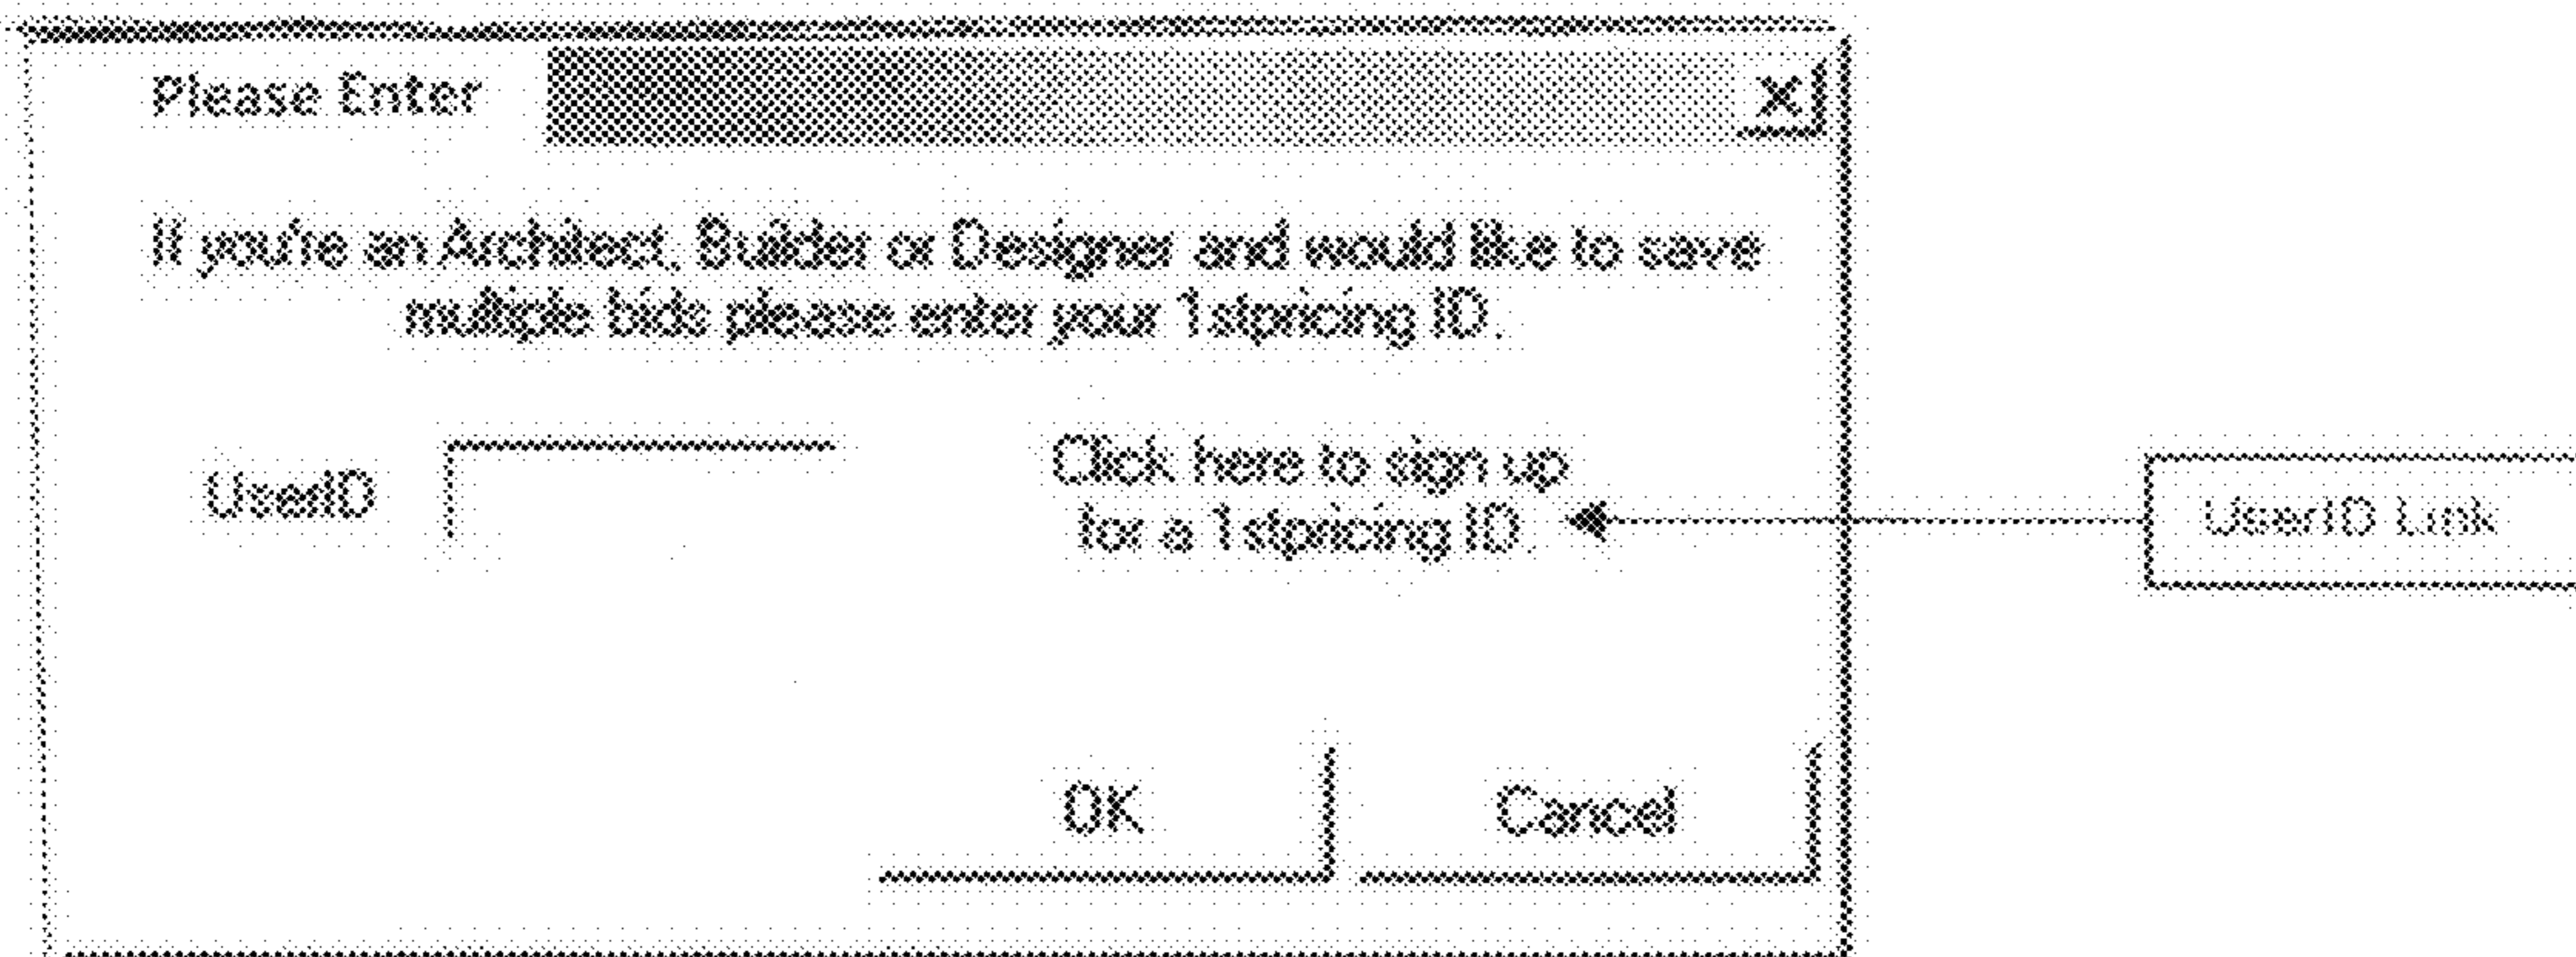 Please Enter
X
If you're an Architect, Builder or Designer and would like to save
multiple bids please enter your 1stpricing ID.
UserID
Click here to sign up
for a 1stpricing ID.
UserID Link
OK
Cancel